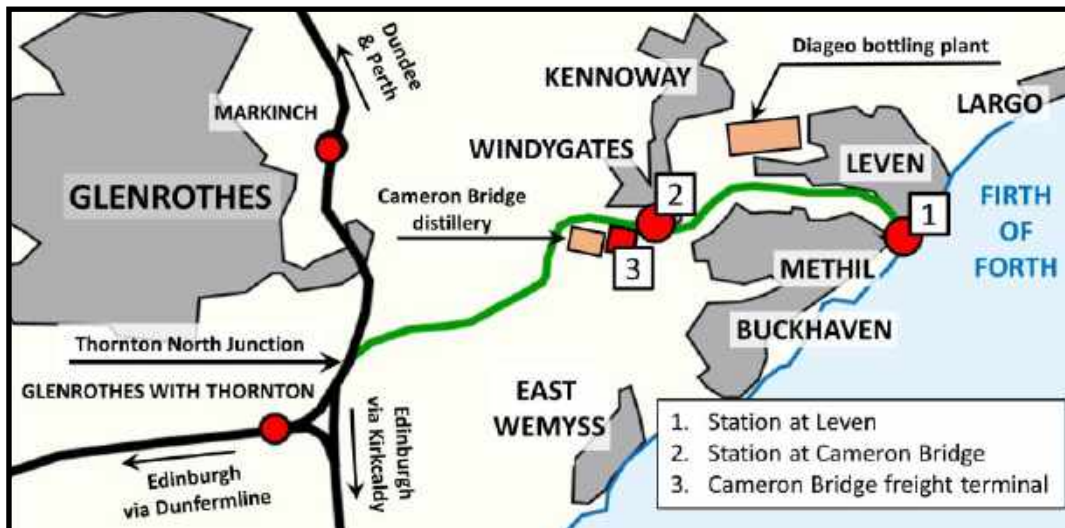 Dundee
& Perth
KENNOWAY
Diageo bottling plant
LARGO
MARKINCH
WINDYGATES
LEVEN
GLENROTHES
Cameron Bridge
distillery
2
1
FIRTH
OF
FORTH
3
METHIL
BUCKHAVEN
Thornton North Junction
GLENROTHES WITH THORNTON
EAST
WEMYSS
Edinburgh
via Kirkcaldy
Edinburgh
via Dunfermline
1. Station at Leven
2. Station at Cameron Bridge
3. Cameron Bridge freight terminal